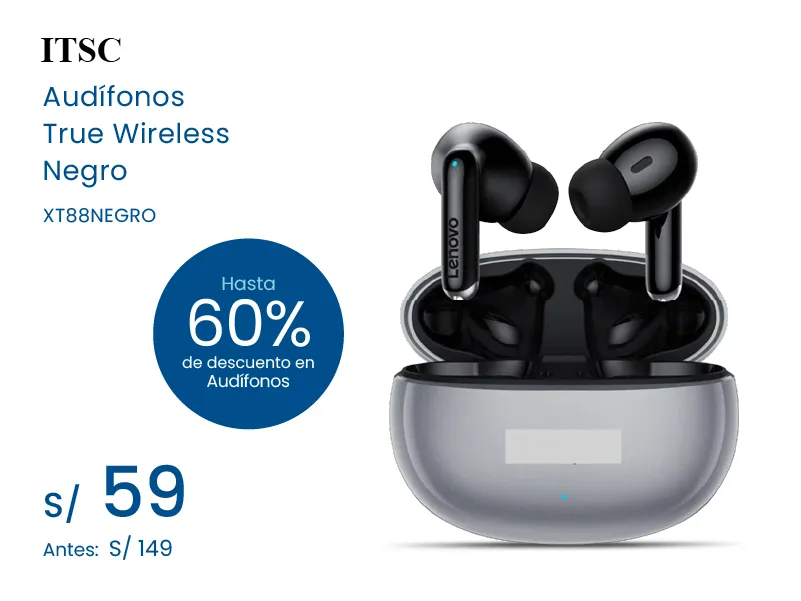 ITSC
Audífonos
True Wireless
Negro
XT88NEGRO
Hasta
60%
de descuento en
Audífonos
s/ 59
Antes: S/ 149
Lenovo